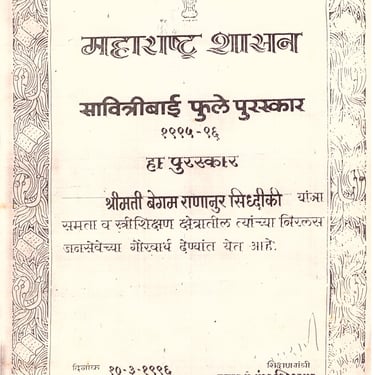 महाराष्ट्र शासन
सावित्रीबाई फुले पुरस्कार
१९९५-९६
हा पुरस्कार
श्रीमती बेगम राणानुर सिध्दीकी यांना
समता व स्त्रीशिक्षण क्षेत्रातील त्यांच्या निरलस
जनसेवेच्या गौरवार्थ देण्यांत येत आहे.
दिनांक १०-३-१९९६
शिक्षणमंत्री